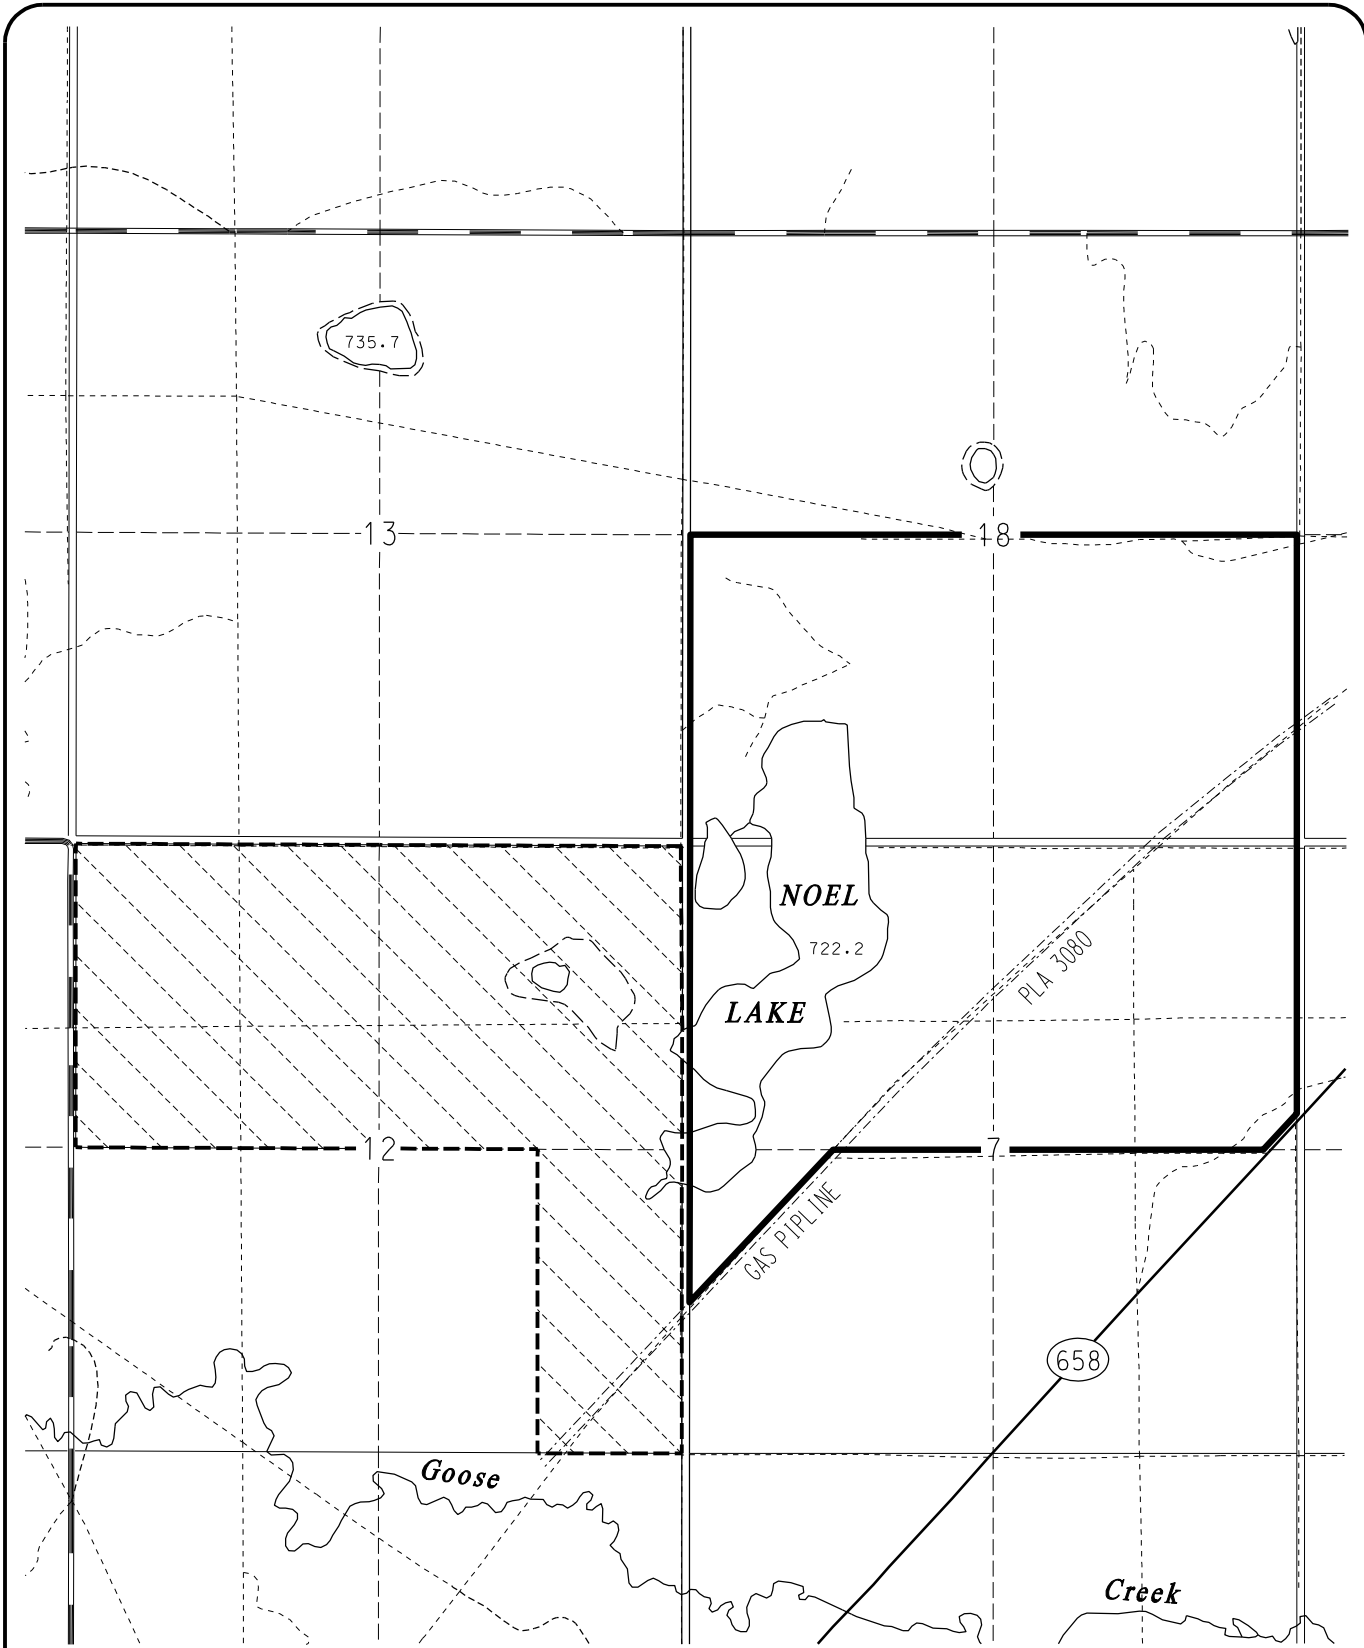 735.7
13
18
NOEL
722.2
PLA 3080
LAKE
12
7
GAS PIPLINE
658
Goose
Creek